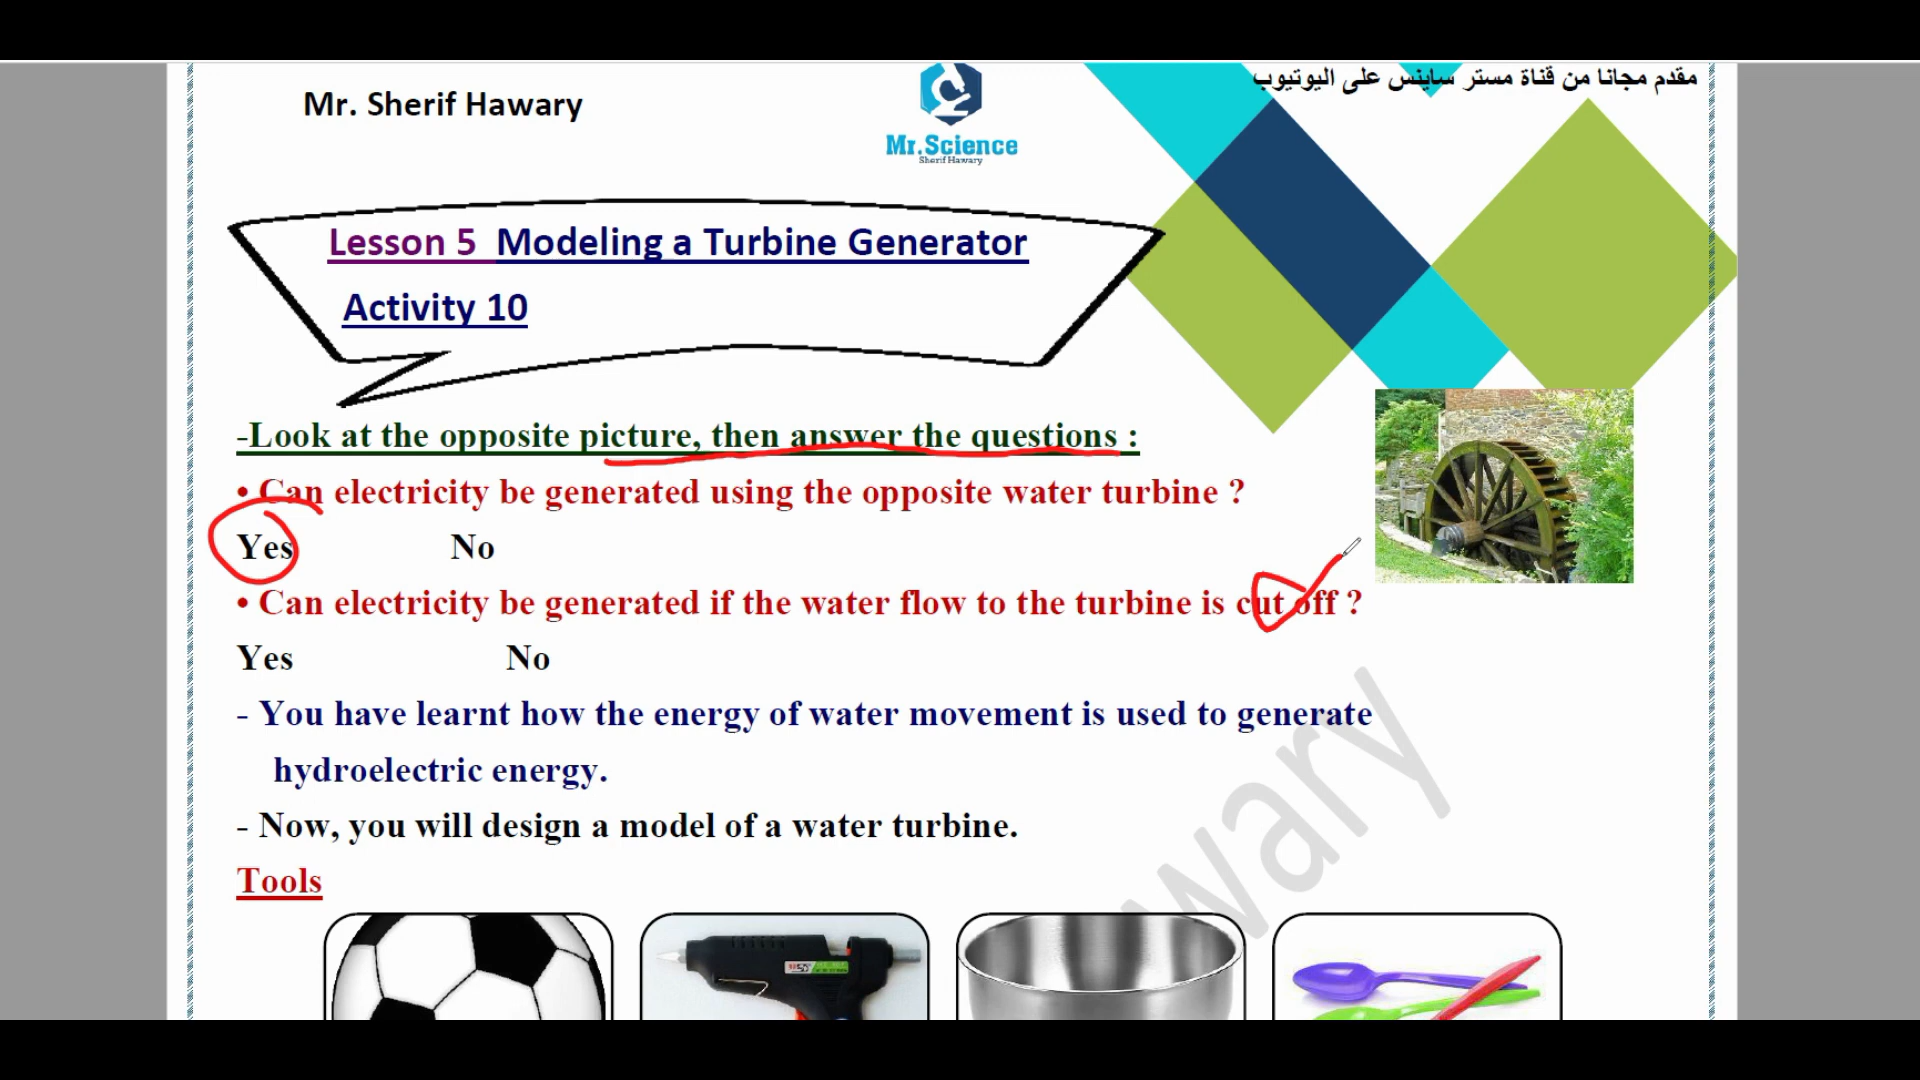 مقدم مجانا من قناة مستر ساينس على اليوتيوب
Mr. Sherif Hawary
Mr.Science
Sherif Hawary
Lesson 5 Modeling a Turbine Generator
Activity 10
-Look at the opposite picture, then answer the questions :
• Can electricity be generated using the opposite water turbine ?
Yes No
• Can electricity be generated if the water flow to the turbine is cut off ?
Yes No
- You have learnt how the energy of water movement is used to generate
hydroelectric energy.
- Now, you will design a model of a water turbine.
Tools
wary